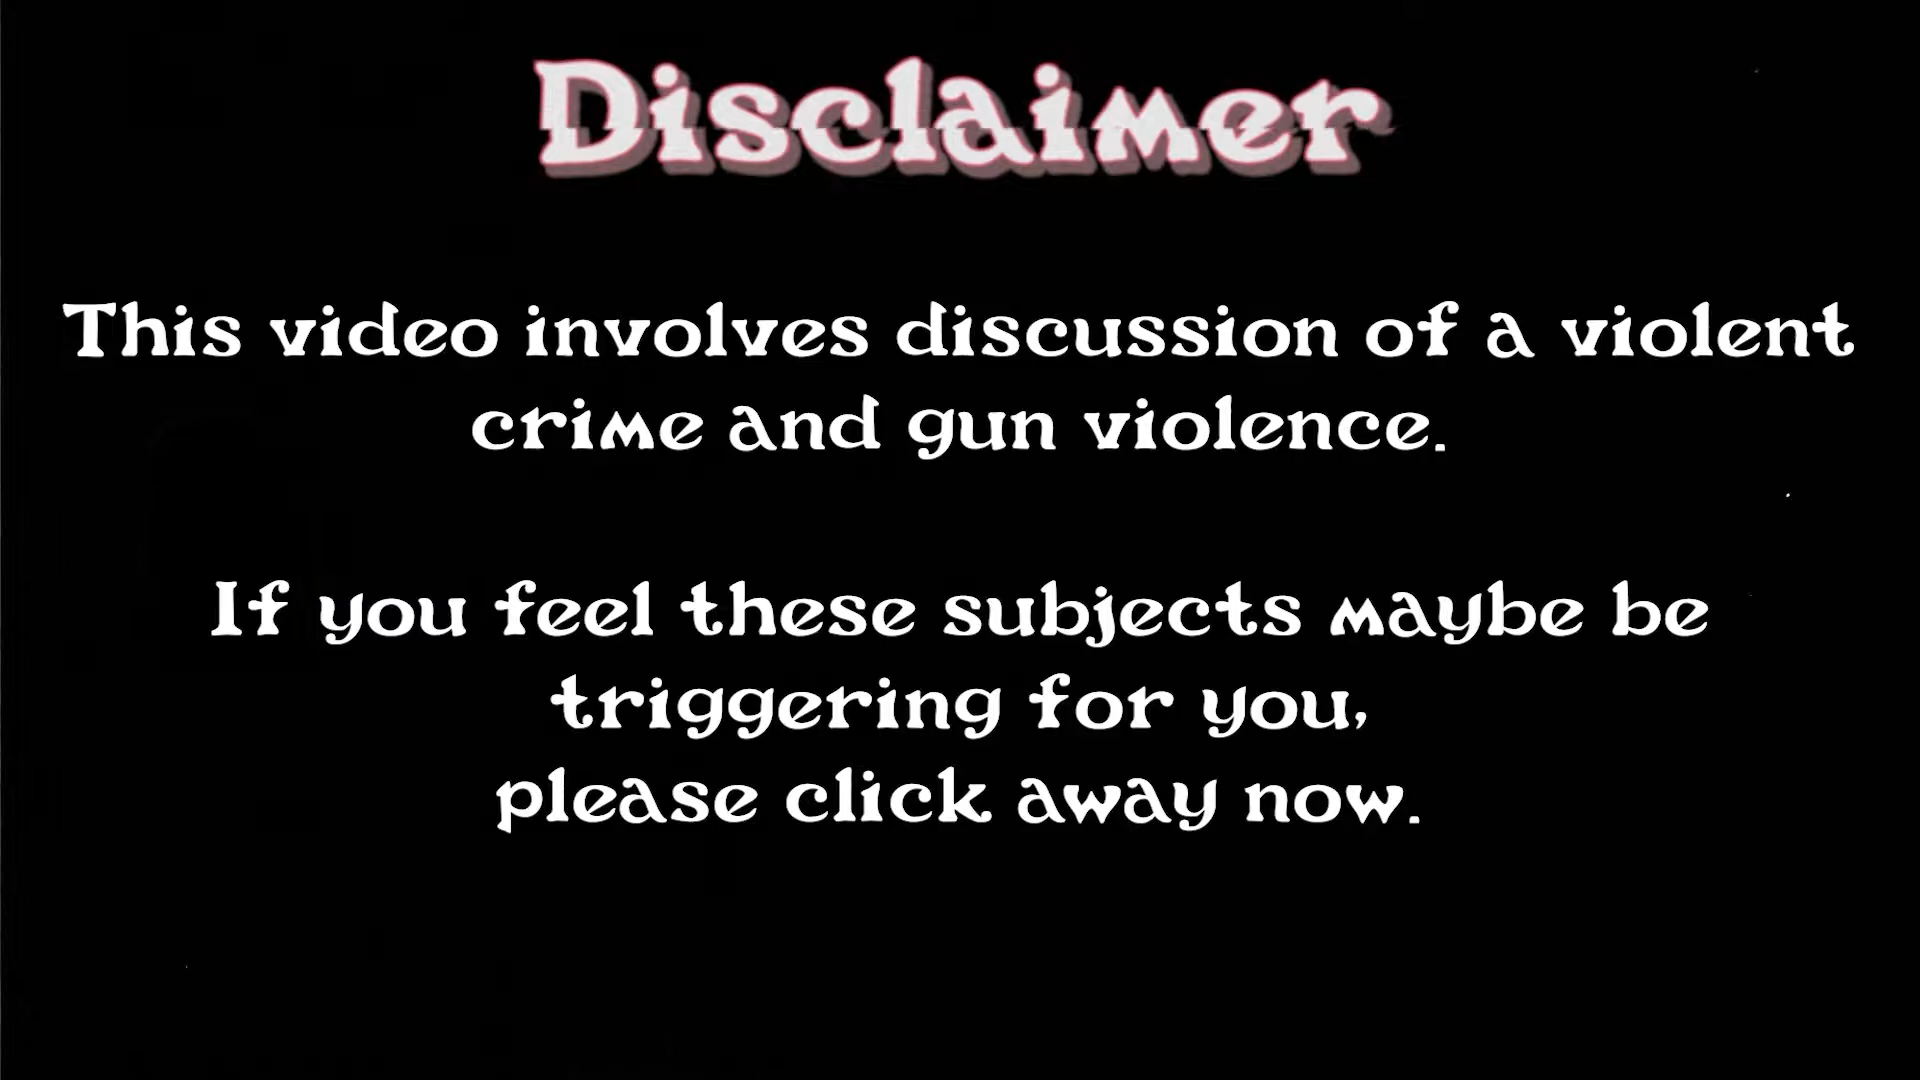 Disclaimer
This video involves discussion of a violent
crime and gun violence.
If you feel these subjects maybe be
triggering for you,
please click away now.